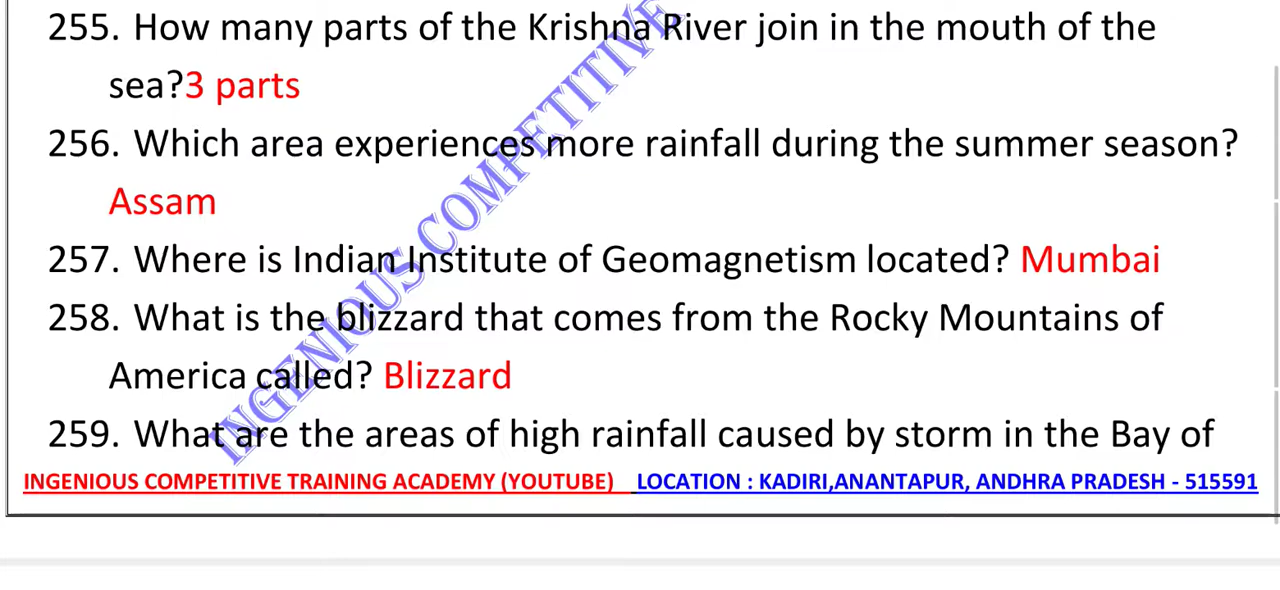 255. How many parts of the Krishna River join in the mouth of the
sea?3 parts
256. Which area experiences more rainfall during the summer season?
Assam
257. Where is Indian Institute of Geomagnetism located? Mumbai
258. What is the blizzard that comes from the Rocky Mountains of
America called? Blizzard
259. What are the areas of high rainfall caused by storm in the Bay of
INGENIOUS COMPETITIVE
INGENIOUS COMPETITIVE TRAINING ACADEMY (YOUTUBE) LOCATION : KADIRI,ANANTAPUR, ANDHRA PRADESH - 515591